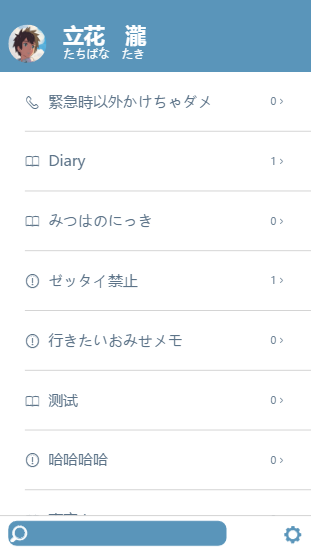 立花　瀧
たちばな　たき
緊急時以外かけちゃダメ 0
Diary 1
みつはのにっき 0
ゼッタイ禁止 1
行きたいおみせメモ 0
测试 0
哈哈哈哈 0